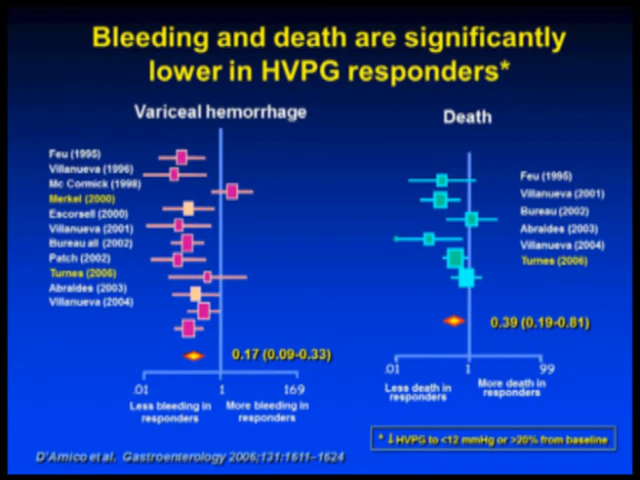 Bleeding and death are significantly
lower in HVPG responders*
Variceal hemorrhage
Feu (1995)
Villanueva (1996)
Mc Cormick (1998)
Merkel (2000)
Escorsell (2000)
Villanueva (2001)
Bureau all (2002)
Patch (2002)
Turnes (2006)
Abraldes (2003)
Villanueva (2004)
0.17 (0.09-0.33)
.01 1 169
Less bleeding in
responders
More bleeding in
responders
Death
Feu (1995)
Villanueva (2001)
Bureau (2002)
Abraldes (2003)
Villanueva (2004)
Turnes (2006)
0.39 (0.19-0.81)
.01 1 99
Less death in
responders
More death in
responders
* ↓HVPG to <12 mmHg or >20% from baseline
D'Amico et al. Gastroenterology 2006;131:1611–1624